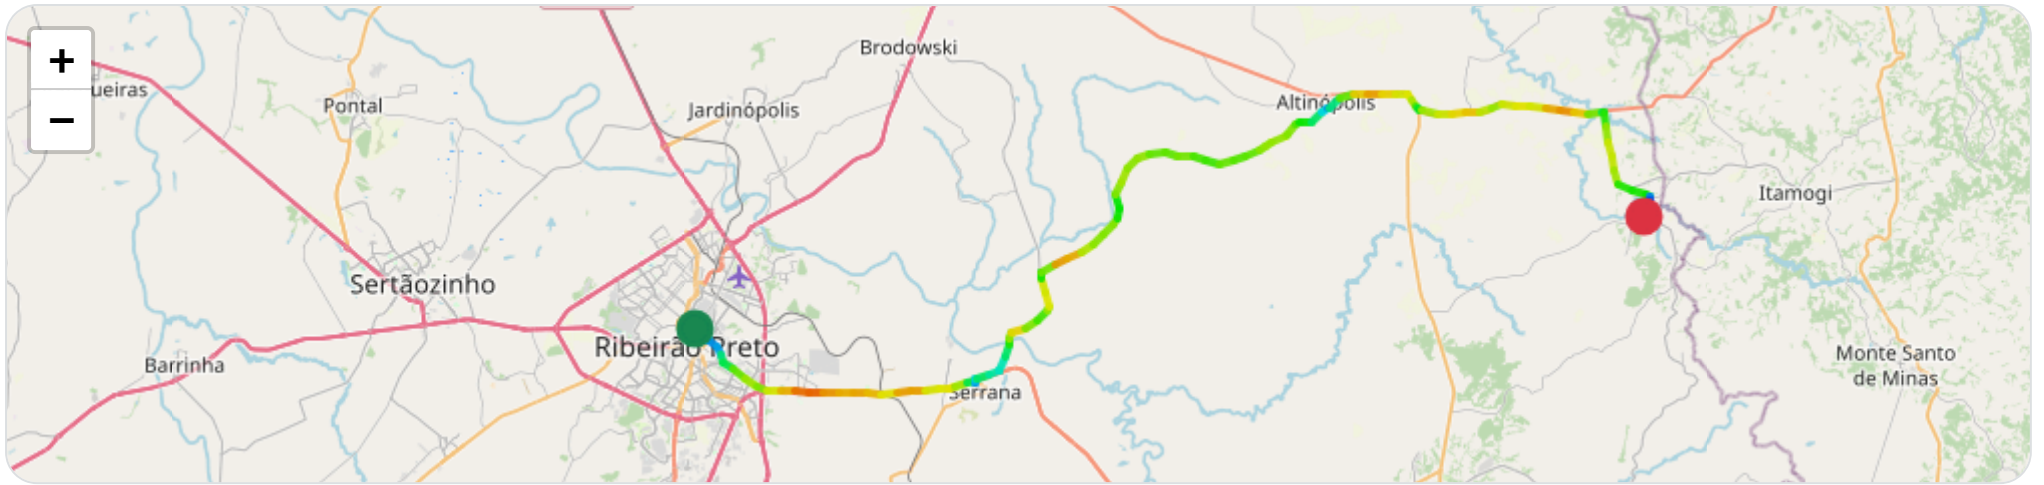 +
−
Brodowski
ueiras
Pontal
Jardinópolis
Altinópolis
Itamogi
Sertãozinho
Ribeirão Preto
Barrinha
Serrana
Monte Santo
de Minas